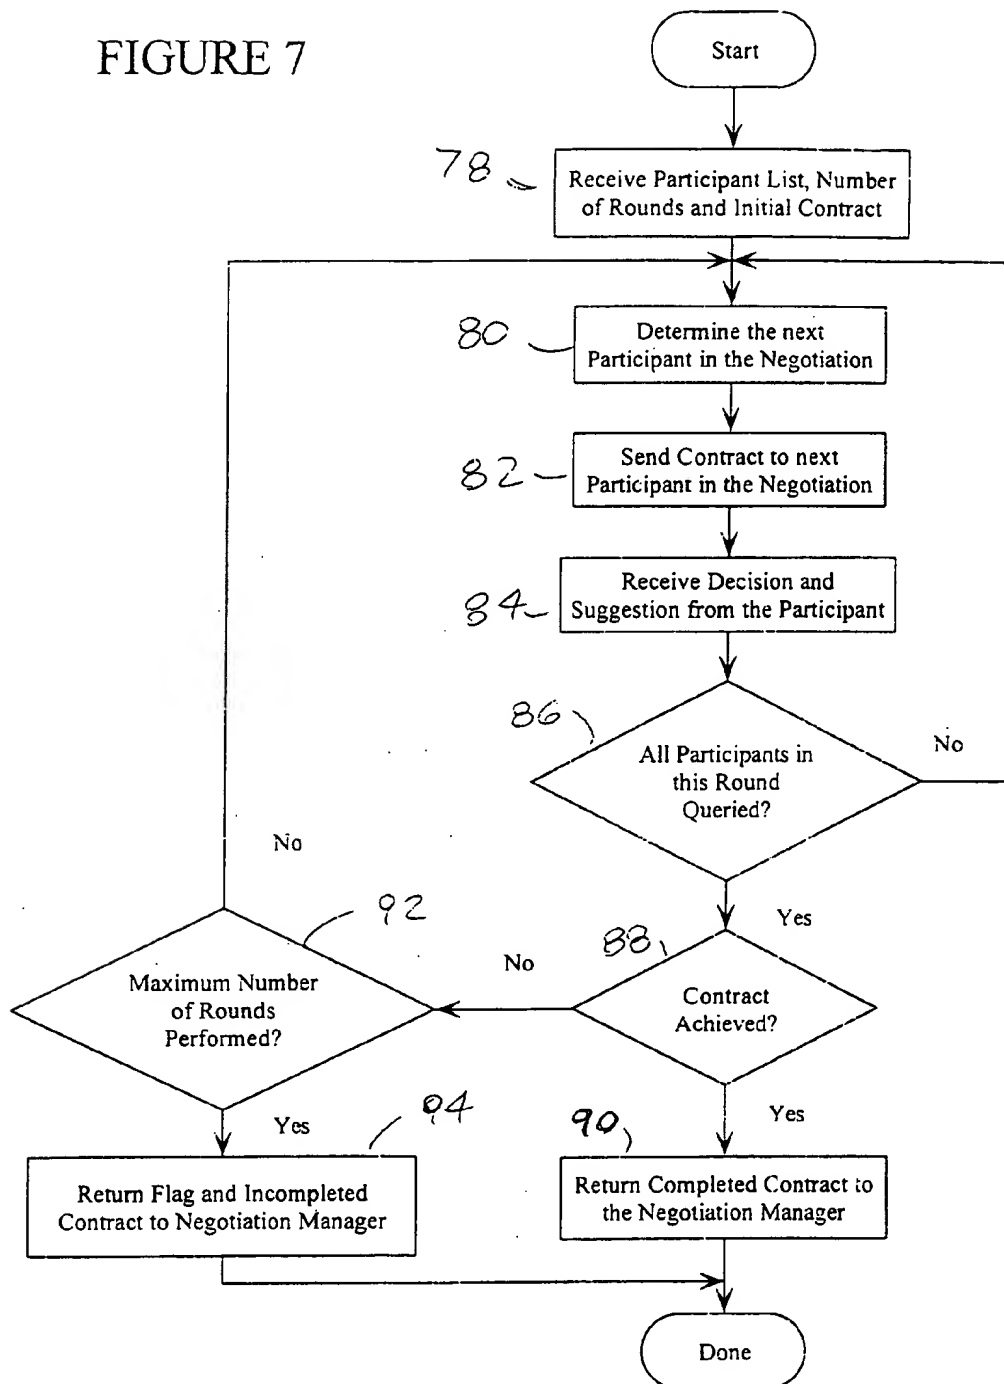 FIGURE 7
Start
78
Receive Participant List, Number
of Rounds and Initial Contract
80
Determine the next
Participant in the Negotiation
82
Send Contract to next
Participant in the Negotiation
84
Receive Decision and
Suggestion from the Participant
86
All Participants in
this Round
Queried?
No
No
Yes
92
Maximum Number
of Rounds
Performed?
No
88
Contract
Achieved?
Yes
94
Return Flag and Incompleted
Contract to Negotiation Manager
Yes
90
Return Completed Contract to
the Negotiation Manager
Done